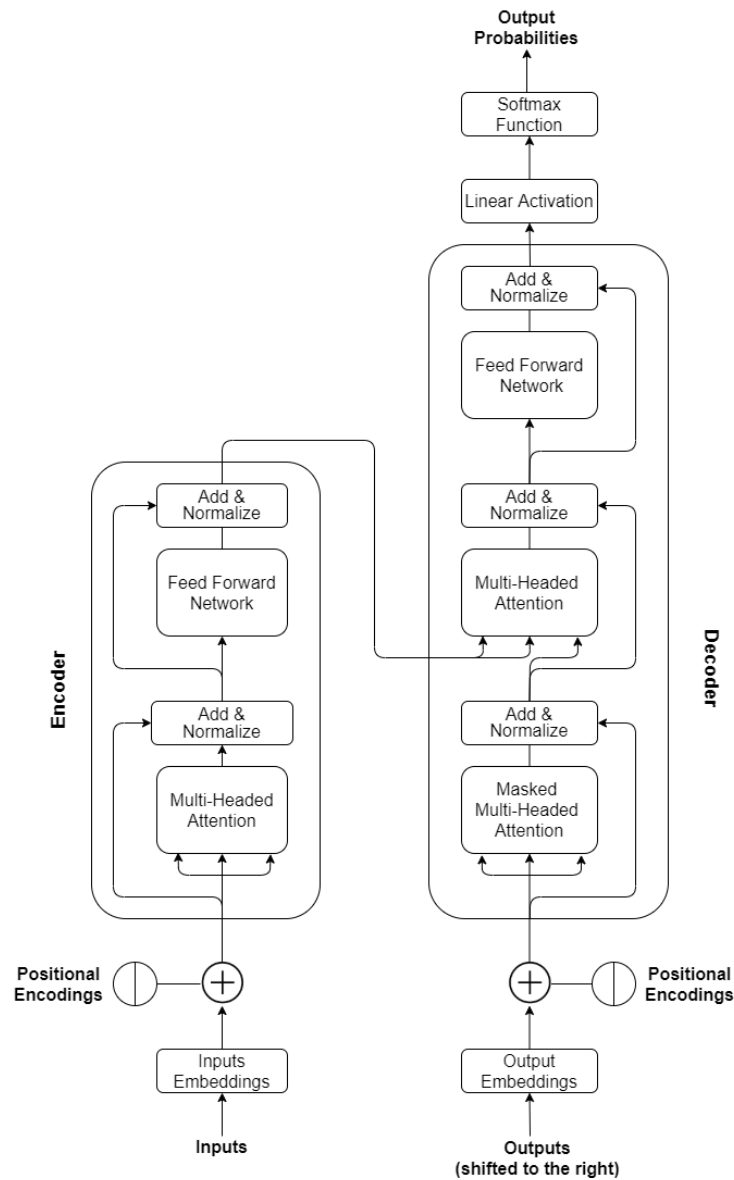 Output
Probabilities
Softmax
Function
Linear Activation
Add &
Normalize
Feed Forward
Network
Add &
Normalize
Multi-Headed
Attention
Add &
Normalize
Masked
Multi-Headed
Attention
Decoder
Add &
Normalize
Feed Forward
Network
Add &
Normalize
Multi-Headed
Attention
Encoder
Positional
Encodings
Positional
Encodings
Inputs
Embeddings
Output
Embeddings
Inputs
Outputs
(shifted to the right)